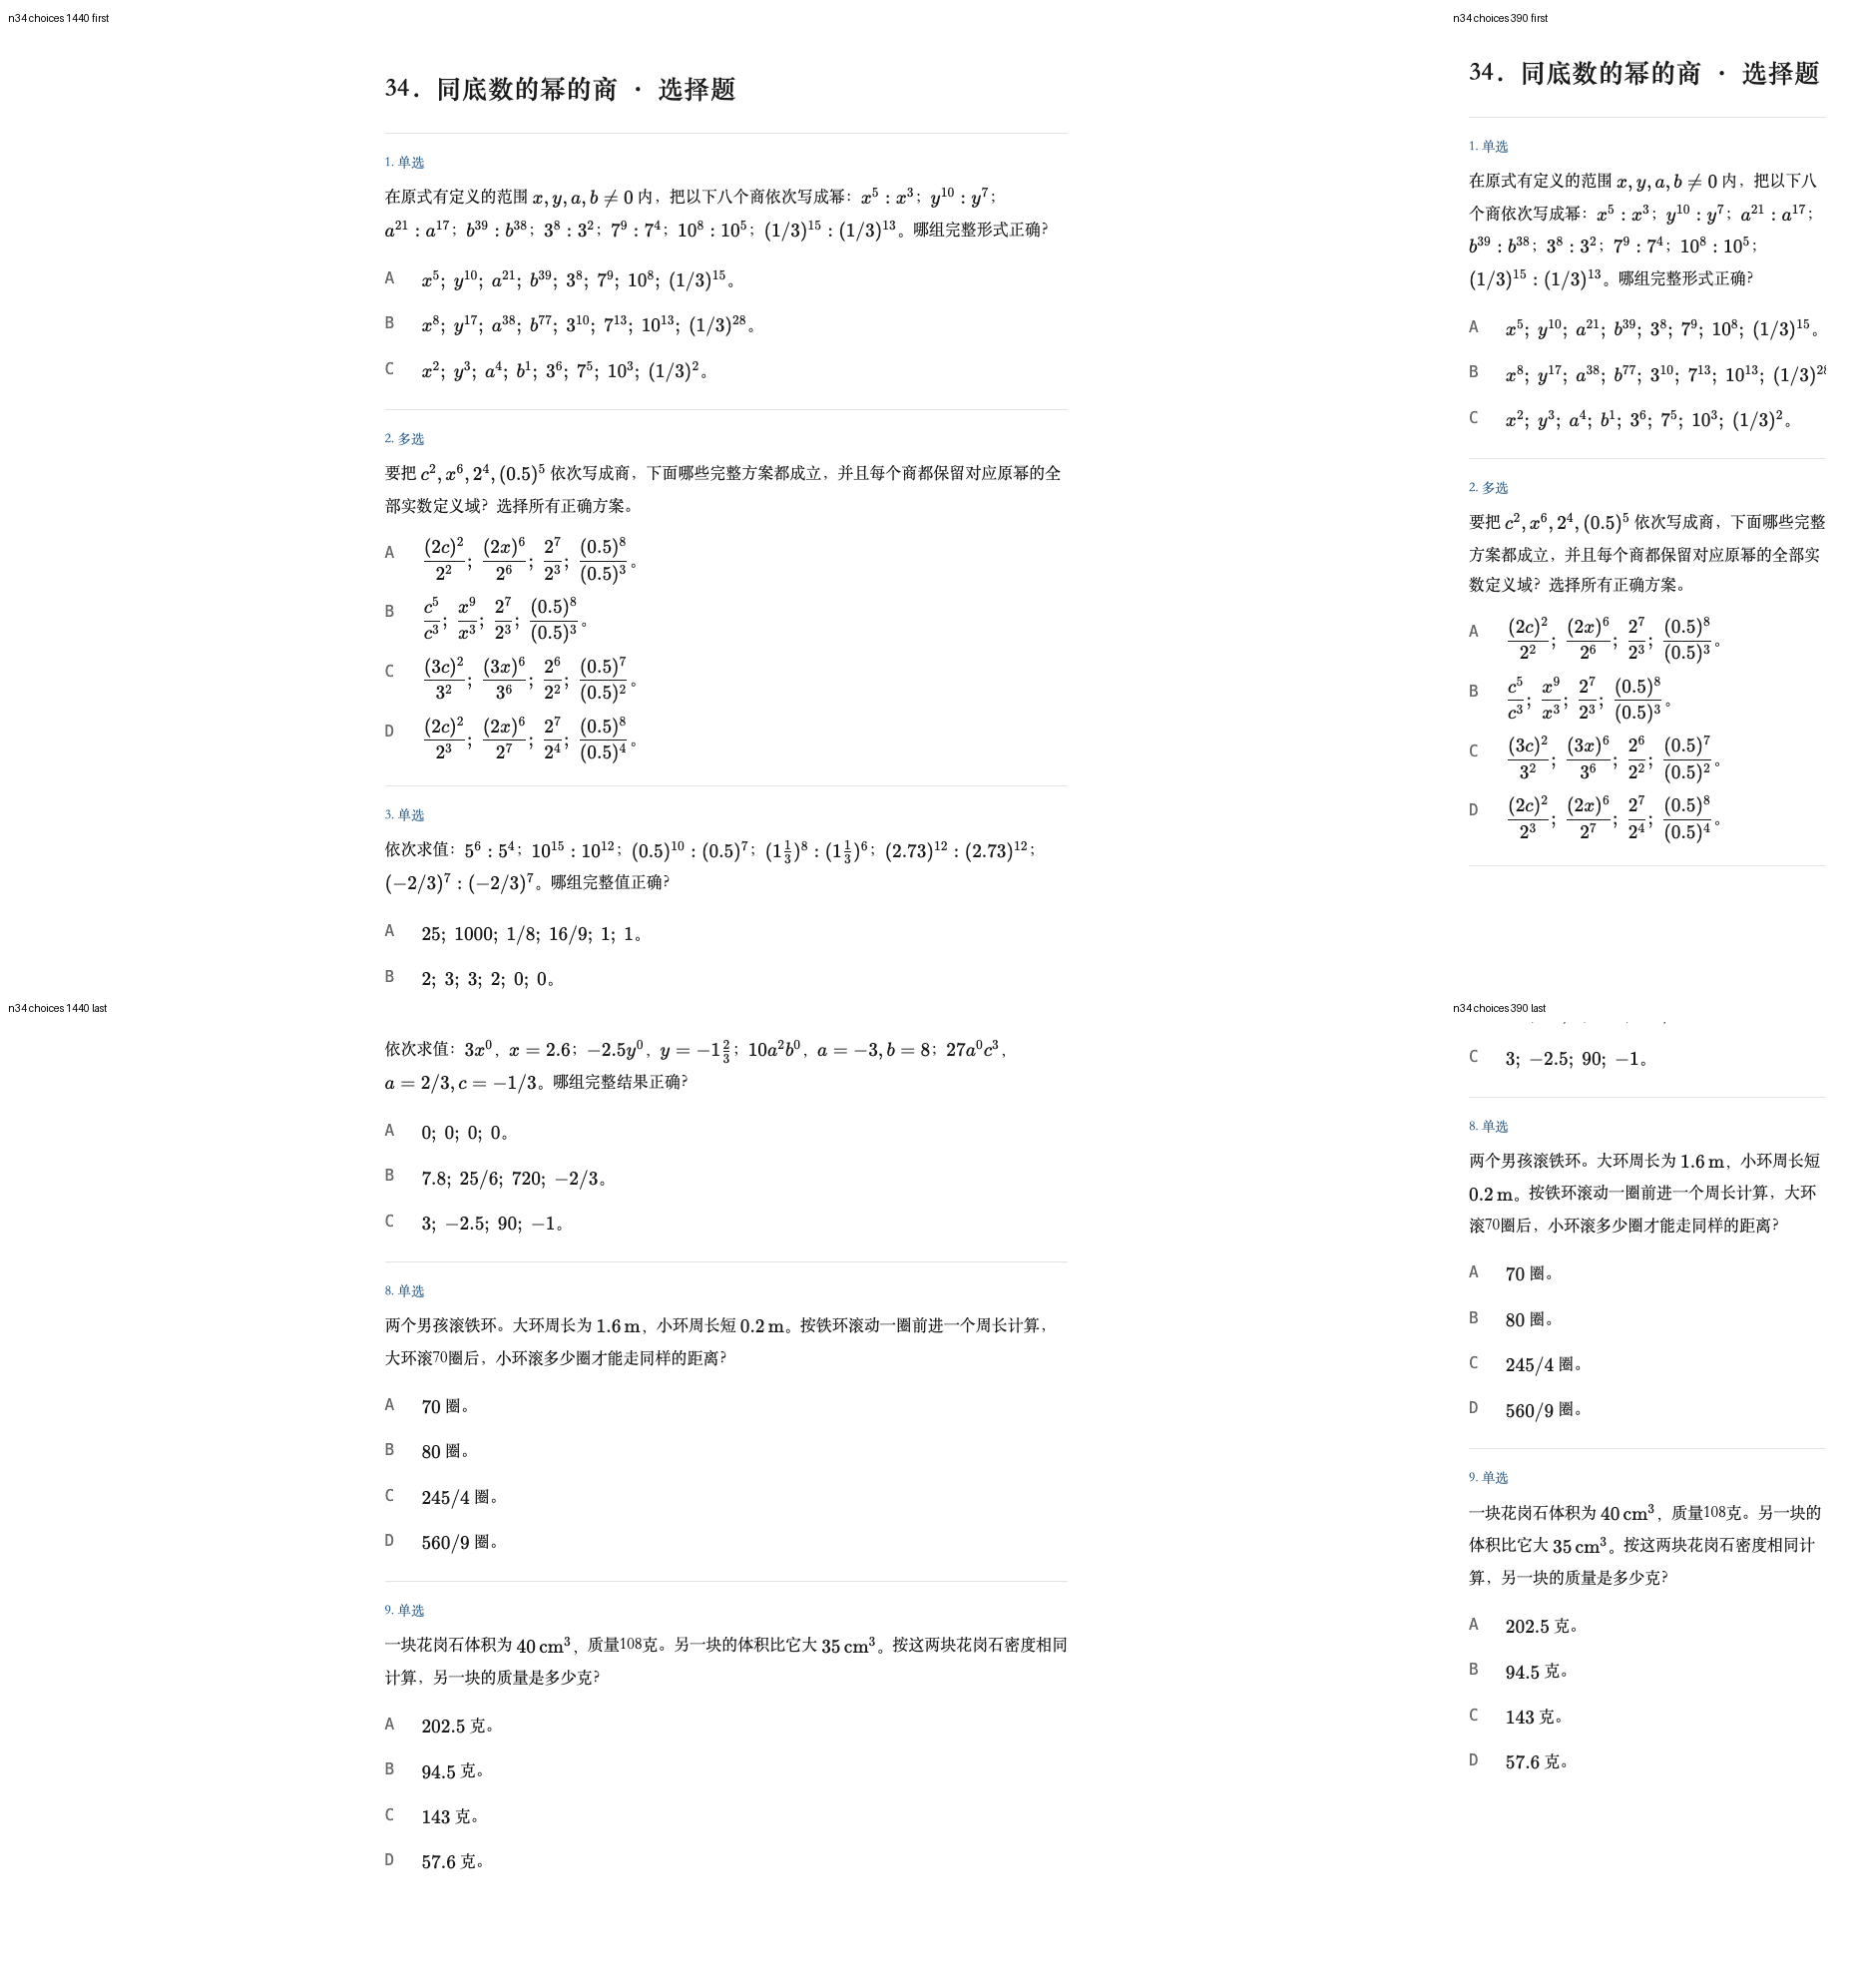 n34 choices 1440 first
34. 同底数的幂的商 · 选择题
1. 单选
在原式有定义的范围 x, y, a, b ≠ 0 内，把以下八个商依次写成幂：x⁵ : x³；y¹⁰ : y⁷；
a²¹ : a¹⁷；b³⁹ : b³⁸；3⁸ : 3²；7⁹ : 7⁴；10⁸ : 10⁵；(1/3)¹⁵ : (1/3)¹³。哪组完整形式正确？
A x⁵; y¹⁰; a²¹; b³⁹; 3⁸; 7⁹; 10⁸; (1/3)¹⁵。
B x⁸; y¹⁷; a³⁸; b⁷⁷; 3¹⁰; 7¹³; 10¹³; (1/3)²⁸。
C x²; y³; a⁴; b¹; 3⁶; 7⁵; 10³; (1/3)²。
2. 多选
要把 c², x⁶, 2⁴, (0.5)⁵ 依次写成商，下面哪些完整方案都成立，并且每个商都保留对应原幂的全
部实数定义域？选择所有正确方案。
A (2c)²/2²; (2x)⁶/2⁶; 2⁷/2³; (0.5)⁸/(0.5)³。
B c⁵/c³; x⁹/x³; 2⁷/2³; (0.5)⁸/(0.5)³。
C (3c)²/3²; (3x)⁶/3⁶; 2⁶/2²; (0.5)⁷/(0.5)²。
D (2c)²/2³; (2x)⁶/2⁷; 2⁷/2⁴; (0.5)⁸/(0.5)⁴。
3. 单选
依次求值：5⁶ : 5⁴；10¹⁵ : 10¹²；(0.5)¹⁰ : (0.5)⁷；(1⅓)⁸ : (1⅓)⁶；(2.73)¹² : (2.73)¹²；
(−2/3)⁷ : (−2/3)⁷。哪组完整值正确？
A 25; 1000; 1/8; 16/9; 1; 1。
B 2; 3; 3; 2; 0; 0。
n34 choices 390 first
34. 同底数的幂的商 · 选择题
1. 单选
在原式有定义的范围 x, y, a, b ≠ 0 内，把以下八
个商依次写成幂：x⁵ : x³；y¹⁰ : y⁷；a²¹ : a¹⁷；
b³⁹ : b³⁸；3⁸ : 3²；7⁹ : 7⁴；10⁸ : 10⁵；
(1/3)¹⁵ : (1/3)¹³。哪组完整形式正确？
A x⁵; y¹⁰; a²¹; b³⁹; 3⁸; 7⁹; 10⁸; (1/3)¹⁵。
B x⁸; y¹⁷; a³⁸; b⁷⁷; 3¹⁰; 7¹³; 10¹³; (1/3)²⁸
C x²; y³; a⁴; b¹; 3⁶; 7⁵; 10³; (1/3)²。
2. 多选
要把 c², x⁶, 2⁴, (0.5)⁵ 依次写成商，下面哪些完整
方案都成立，并且每个商都保留对应原幂的全部实
数定义域？选择所有正确方案。
A (2c)²/2²; (2x)⁶/2⁶; 2⁷/2³; (0.5)⁸/(0.5)³。
B c⁵/c³; x⁹/x³; 2⁷/2³; (0.5)⁸/(0.5)³。
C (3c)²/3²; (3x)⁶/3⁶; 2⁶/2²; (0.5)⁷/(0.5)²。
D (2c)²/2³; (2x)⁶/2⁷; 2⁷/2⁴; (0.5)⁸/(0.5)⁴。
n34 choices 1440 last
依次求值：3x⁰，x = 2.6；−2.5y⁰，y = −1⅔；10a²b⁰，a = −3, b = 8；27a⁰c³，
a = 2/3, c = −1/3。哪组完整结果正确？
A 0; 0; 0; 0。
B 7.8; 25/6; 720; −2/3。
C 3; −2.5; 90; −1。
8. 单选
两个男孩滚铁环。大环周长为 1.6 m，小环周长短 0.2 m。按铁环滚动一圈前进一个周长计算，
大环滚70圈后，小环滚多少圈才能走同样的距离？
A 70 圈。
B 80 圈。
C 245/4 圈。
D 560/9 圈。
9. 单选
一块花岗石体积为 40 cm³，质量108克。另一块的体积比它大 35 cm³。按这两块花岗石密度相同
计算，另一块的质量是多少克？
A 202.5 克。
B 94.5 克。
C 143 克。
D 57.6 克。
n34 choices 390 last
C 3; −2.5; 90; −1。
8. 单选
两个男孩滚铁环。大环周长为 1.6 m，小环周长短
0.2 m。按铁环滚动一圈前进一个周长计算，大环
滚70圈后，小环滚多少圈才能走同样的距离？
A 70 圈。
B 80 圈。
C 245/4 圈。
D 560/9 圈。
9. 单选
一块花岗石体积为 40 cm³，质量108克。另一块的
体积比它大 35 cm³。按这两块花岗石密度相同计
算，另一块的质量是多少克？
A 202.5 克。
B 94.5 克。
C 143 克。
D 57.6 克。